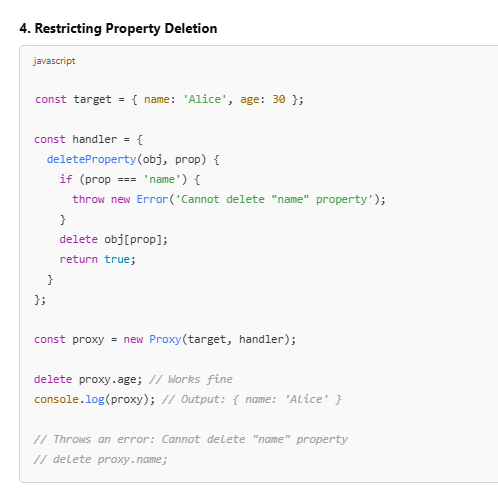 4. Restricting Property Deletion
javascript
const target = { name: 'Alice', age: 30 };
const handler = {
  deleteProperty(obj, prop) {
    if (prop === 'name') {
      throw new Error('Cannot delete "name" property');
    }
    delete obj[prop];
    return true;
  }
};
const proxy = new Proxy(target, handler);
delete proxy.age; // Works fine
console.log(proxy); // Output: { name: 'Alice' }
// Throws an error: Cannot delete "name" property
// delete proxy.name;